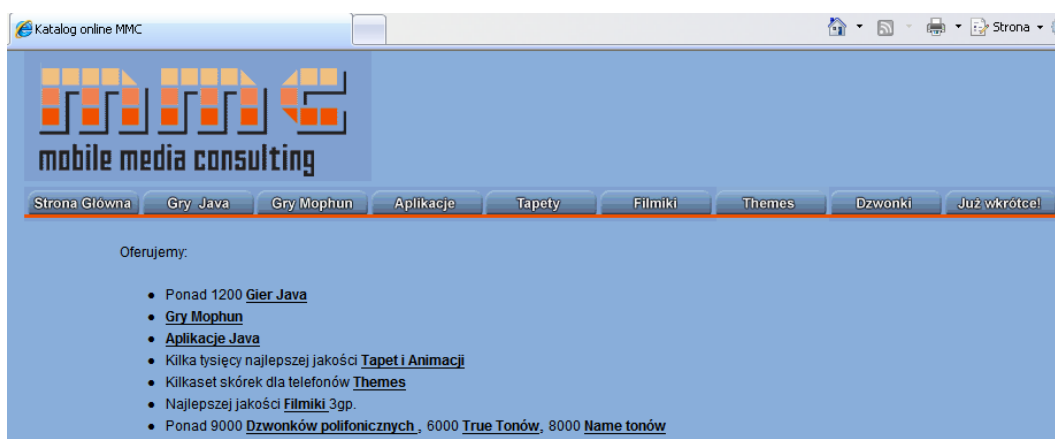 Katalog online MMC
Strona
mmc
mobile media consulting
Strona Główna Gry Java Gry Mophun Aplikacje Tapety Filmiki Themes Dzwonki Już wkrótce!
Oferujemy:
• Ponad 1200 Gier Java
• Gry Mophun
• Aplikacje Java
• Kilka tysięcy najlepszej jakości Tapet i Animacji
• Kilkaset skórek dla telefonów Themes
• Najlepszej jakości Filmiki 3gp.
• Ponad 9000 Dzwonków polifonicznych , 6000 True Tonów, 8000 Name tonów